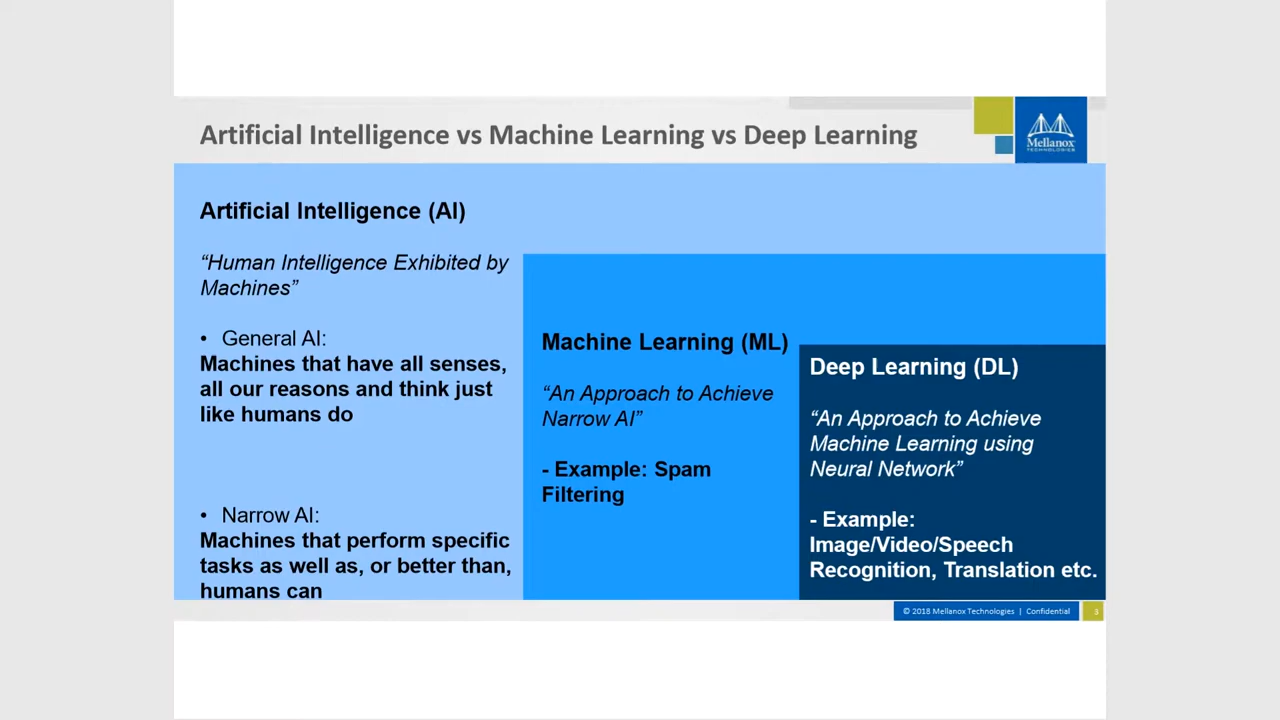 Artificial Intelligence vs Machine Learning vs Deep Learning
Mellanox
TECHNOLOGIES
Artificial Intelligence (AI)
“Human Intelligence Exhibited by
Machines”
• General AI:
Machines that have all senses,
all our reasons and think just
like humans do
• Narrow AI:
Machines that perform specific
tasks as well as, or better than,
humans can
Machine Learning (ML)
“An Approach to Achieve
Narrow AI”
- Example: Spam
Filtering
Deep Learning (DL)
“An Approach to Achieve
Machine Learning using
Neural Network”
- Example:
Image/Video/Speech
Recognition, Translation etc.
© 2018 Mellanox Technologies | Confidential
3